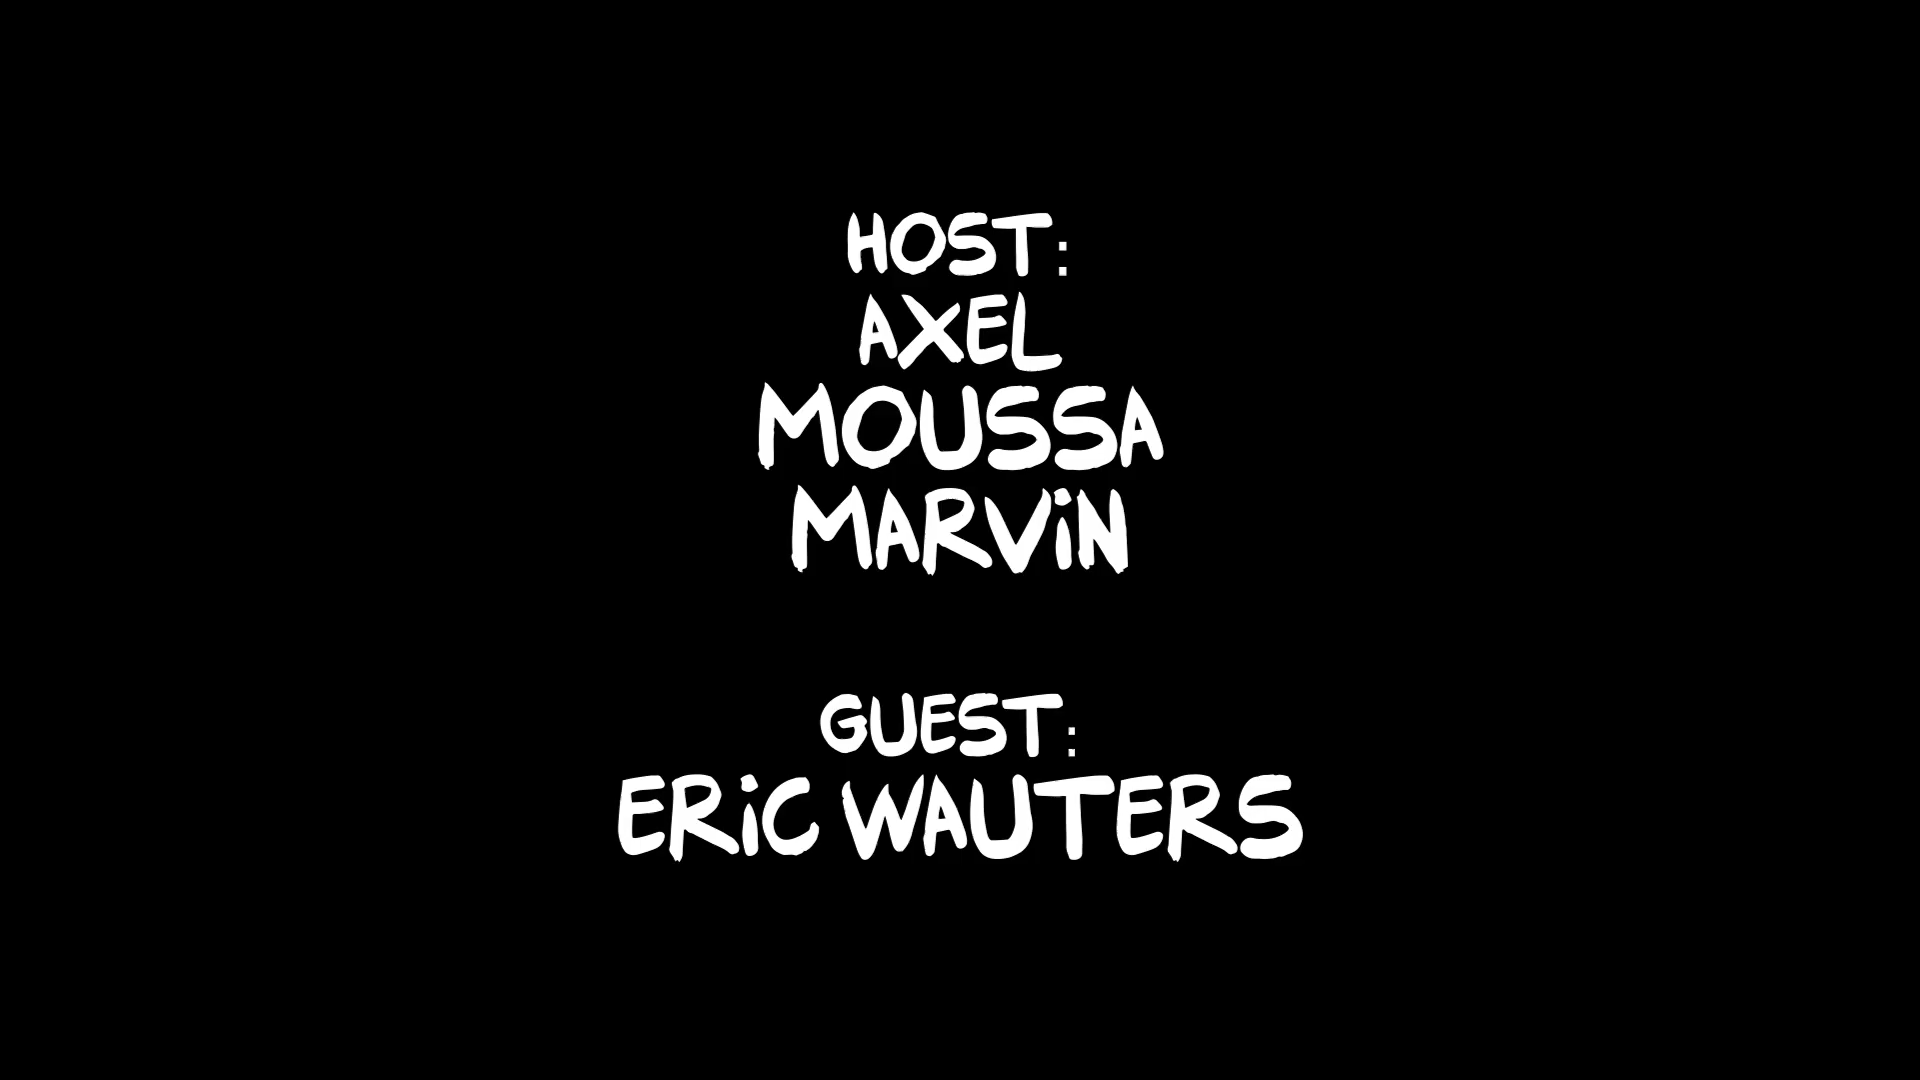 HOST:
AXEL
MOUSSA
MARViN
GUEST:
ERiC WAUTERS